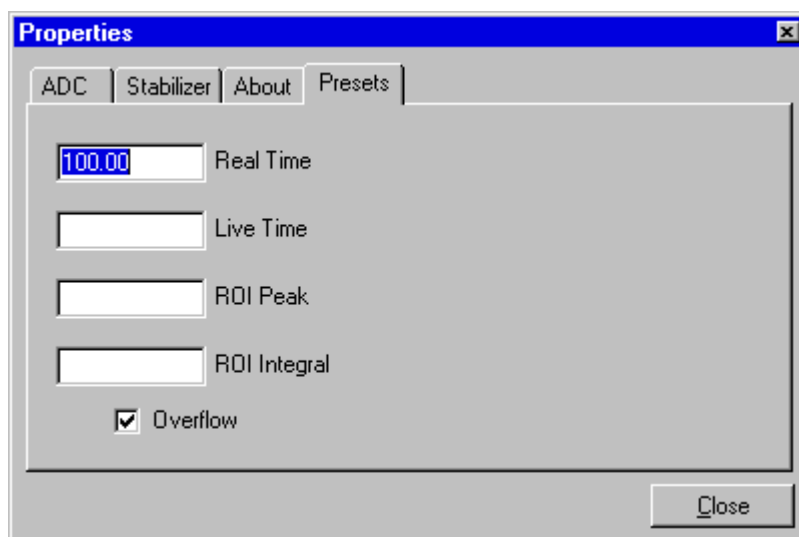 Properties
ADC Stabilizer About Presets
100.00 Real Time
Live Time
ROI Peak
ROI Integral
Overflow
Close